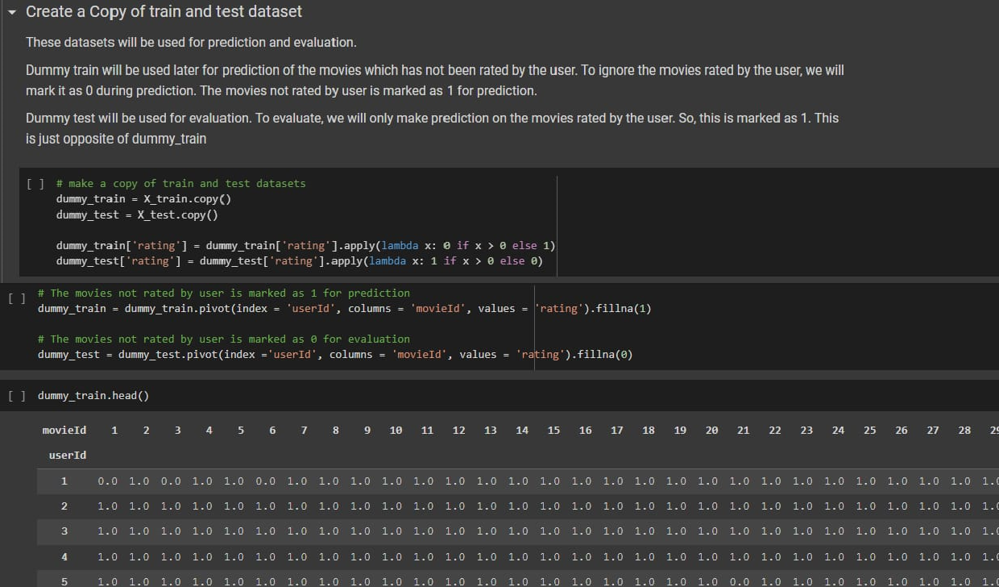 Create a Copy of train and test dataset
These datasets will be used for prediction and evaluation.
Dummy train will be used later for prediction of the movies which has not been rated by the user. To ignore the movies rated by the user, we will
mark it as 0 during prediction. The movies not rated by user is marked as 1 for prediction.
Dummy test will be used for evaluation. To evaluate, we will only make prediction on the movies rated by the user. So, this is marked as 1. This
is just opposite of dummy_train
[ ] # make a copy of train and test datasets
dummy_train = X_train.copy()
dummy_test = X_test.copy()
dummy_train['rating'] = dummy_train['rating'].apply(lambda x: 0 if x > 0 else 1)
dummy_test['rating'] = dummy_test['rating'].apply(lambda x: 1 if x > 0 else 0)
[ ] # The movies not rated by user is marked as 1 for prediction
dummy_train = dummy_train.pivot(index = 'userId', columns = 'movieId', values = 'rating').fillna(1)
# The movies not rated by user is marked as 0 for evaluation
dummy_test = dummy_test.pivot(index ='userId', columns = 'movieId', values = 'rating').fillna(0)
[ ] dummy_train.head()
movieId 1 2 3 4 5 6 7 8 9 10 11 12 13 14 15 16 17 18 19 20 21 22 23 24 25 26 27 28 29
userId
1 0.0 1.0 0.0 1.0 1.0 0.0 1.0 1.0 1.0 1.0 1.0 1.0 1.0 1.0 1.0 1.0 1.0 1.0 1.0 1.0 1.0 1.0 1.0 1.0 1.0 1.0 1.0 1.0 1.0
2 1.0 1.0 1.0 1.0 1.0 1.0 1.0 1.0 1.0 1.0 1.0 1.0 1.0 1.0 1.0 1.0 1.0 1.0 1.0 1.0 1.0 1.0 1.0 1.0 1.0 1.0 1.0 1.0 1.0
3 1.0 1.0 1.0 1.0 1.0 1.0 1.0 1.0 1.0 1.0 1.0 1.0 1.0 1.0 1.0 1.0 1.0 1.0 1.0 1.0 1.0 1.0 1.0 1.0 1.0 1.0 1.0 1.0 1.0
4 1.0 1.0 1.0 1.0 1.0 1.0 1.0 1.0 1.0 1.0 1.0 1.0 1.0 1.0 1.0 1.0 1.0 1.0 1.0 1.0 1.0 1.0 1.0 1.0 1.0 1.0 1.0 1.0 1.0
5 1.0 1.0 1.0 1.0 1.0 1.0 1.0 1.0 1.0 1.0 1.0 1.0 1.0 1.0 1.0 1.0 1.0 1.0 1.0 1.0 0.0 1.0 1.0 1.0 1.0 1.0 1.0 1.0 1.0